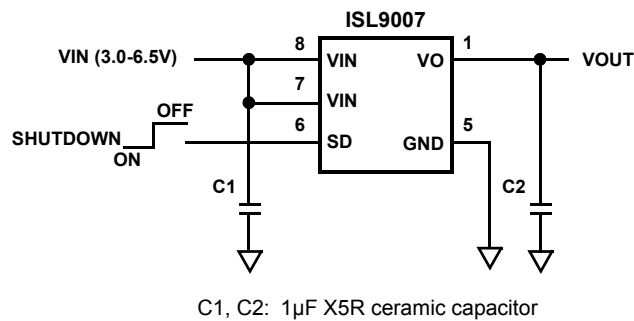 ISL9007
VIN (3.0-6.5V)
8
VIN
VO
1
VOUT
7
VIN
OFF
SHUTDOWN
ON
6
SD
GND
5
C1
C2
C1, C2: 1µF X5R ceramic capacitor